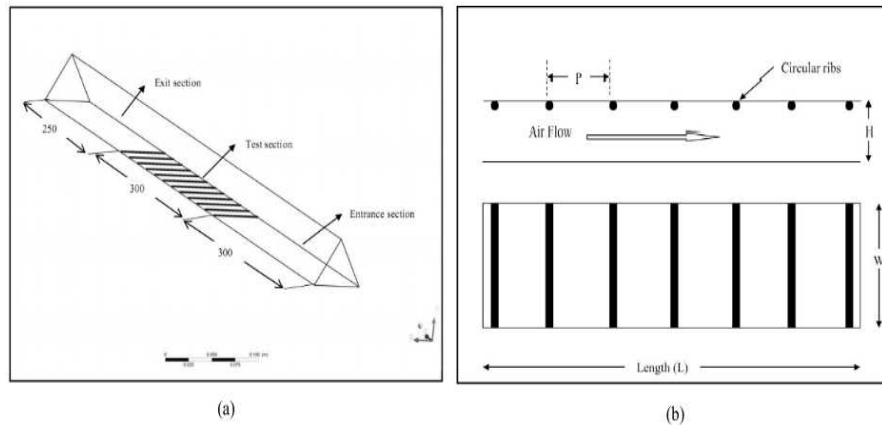 Exit section
250
Test section
300
Entrance section
300
(a)
P
Circular ribs
Air Flow
H
W
Length (L)
(b)